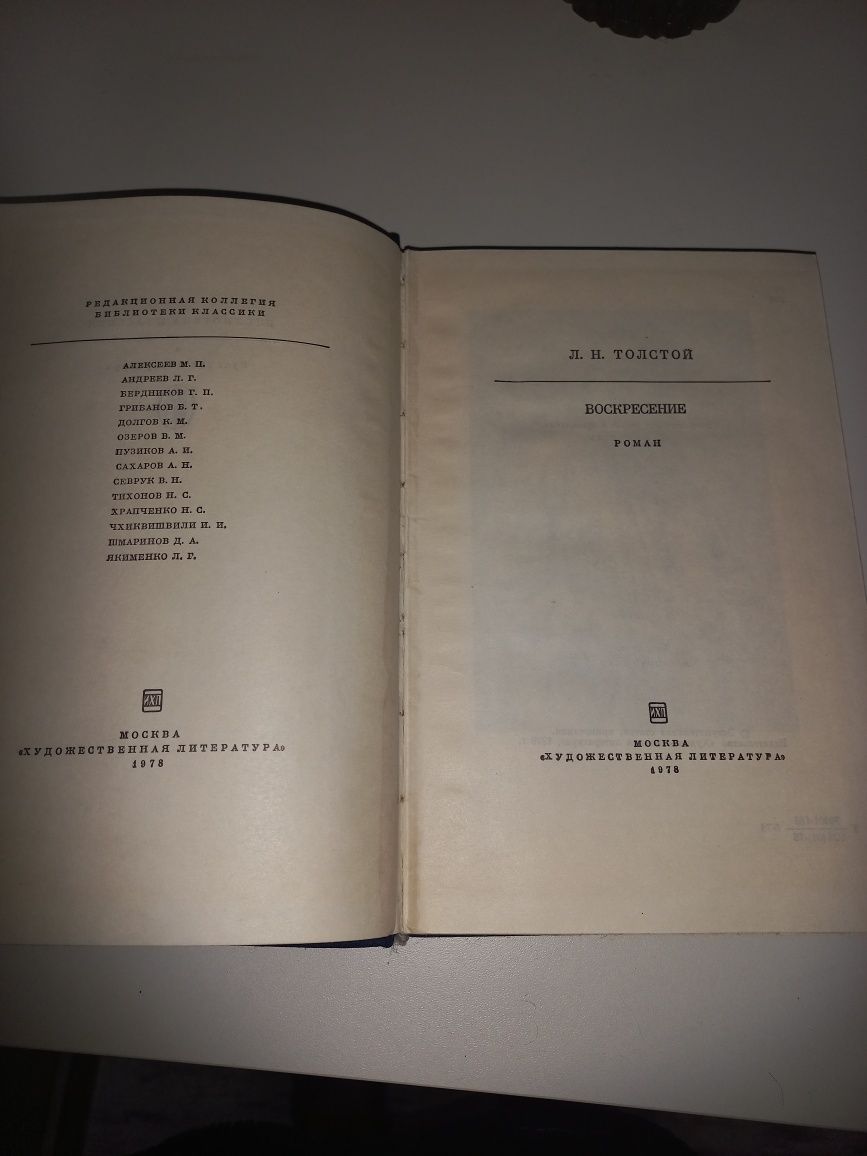 РЕДАКЦИОННАЯ КОЛЛЕГИЯ
БИБЛИОТЕКИ КЛАССИКИ
АЛЕКСЕЕВ М. П.
АНДРЕЕВ Л. Г.
БЕРДНИКОВ Г. П.
ГРИБАНОВ Б. Т.
ДОЛГОВ К. М.
ОЗЕРОВ В. М.
ПУЗИКОВ А. И.
САХАРОВ А. Н.
СЕВРУК В. Н.
ТИХОНОВ Н. С.
ХРАПЧЕНКО Н. С.
ЧХИКВИШВИЛИ И. И.
ШМАРИНОВ Д. А.
ЯКИМЕНКО Л. Г.
МОСКВА
«ХУДОЖЕСТВЕННАЯ ЛИТЕРАТУРА»
1978
Л. Н. ТОЛСТОЙ
ВОСКРЕСЕНИЕ
РОМАН
МОСКВА
«ХУДОЖЕСТВЕННАЯ ЛИТЕРАТУРА»
1978